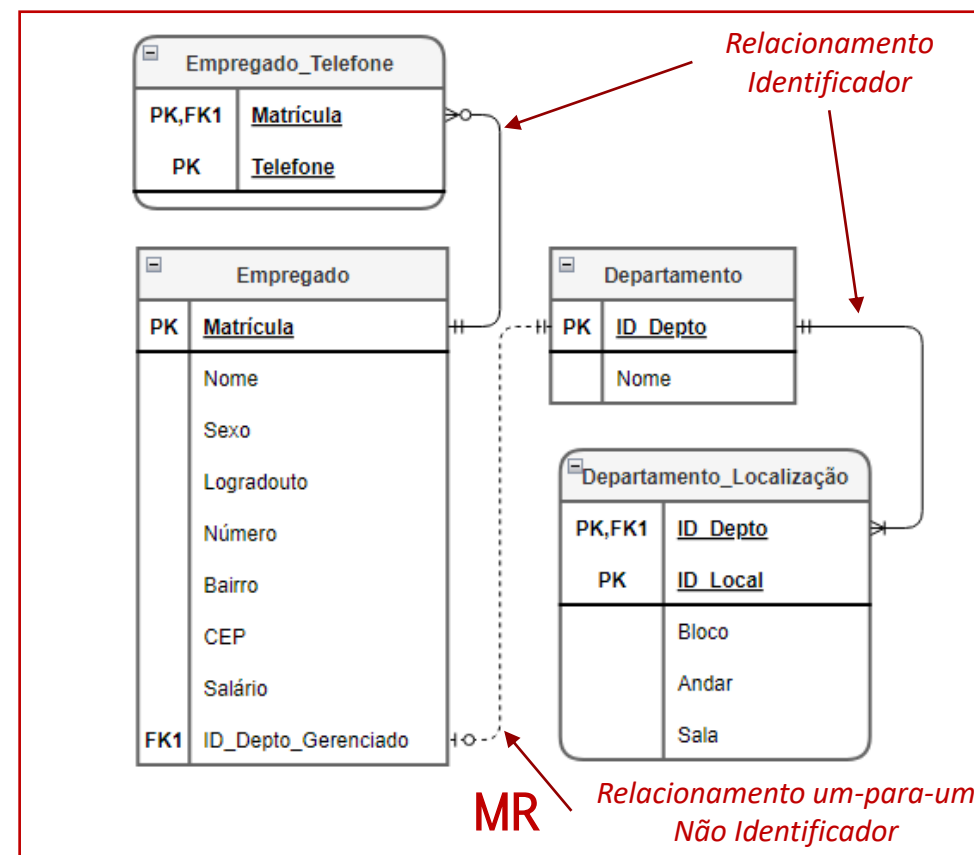 Relacionamento
Identificador
Empregado_Telefone
PK,FK1 Matrícula
PK Telefone
Empregado
PK Matrícula
Nome
Sexo
Logradouto
Número
Bairro
CEP
Salário
FK1 ID_Depto_Gerenciado
Departamento
PK ID_Depto
Nome
Departamento_Localização
PK,FK1 ID_Depto
PK ID_Local
Bloco
Andar
Sala
MR
Relacionamento um-para-um
Não Identificador